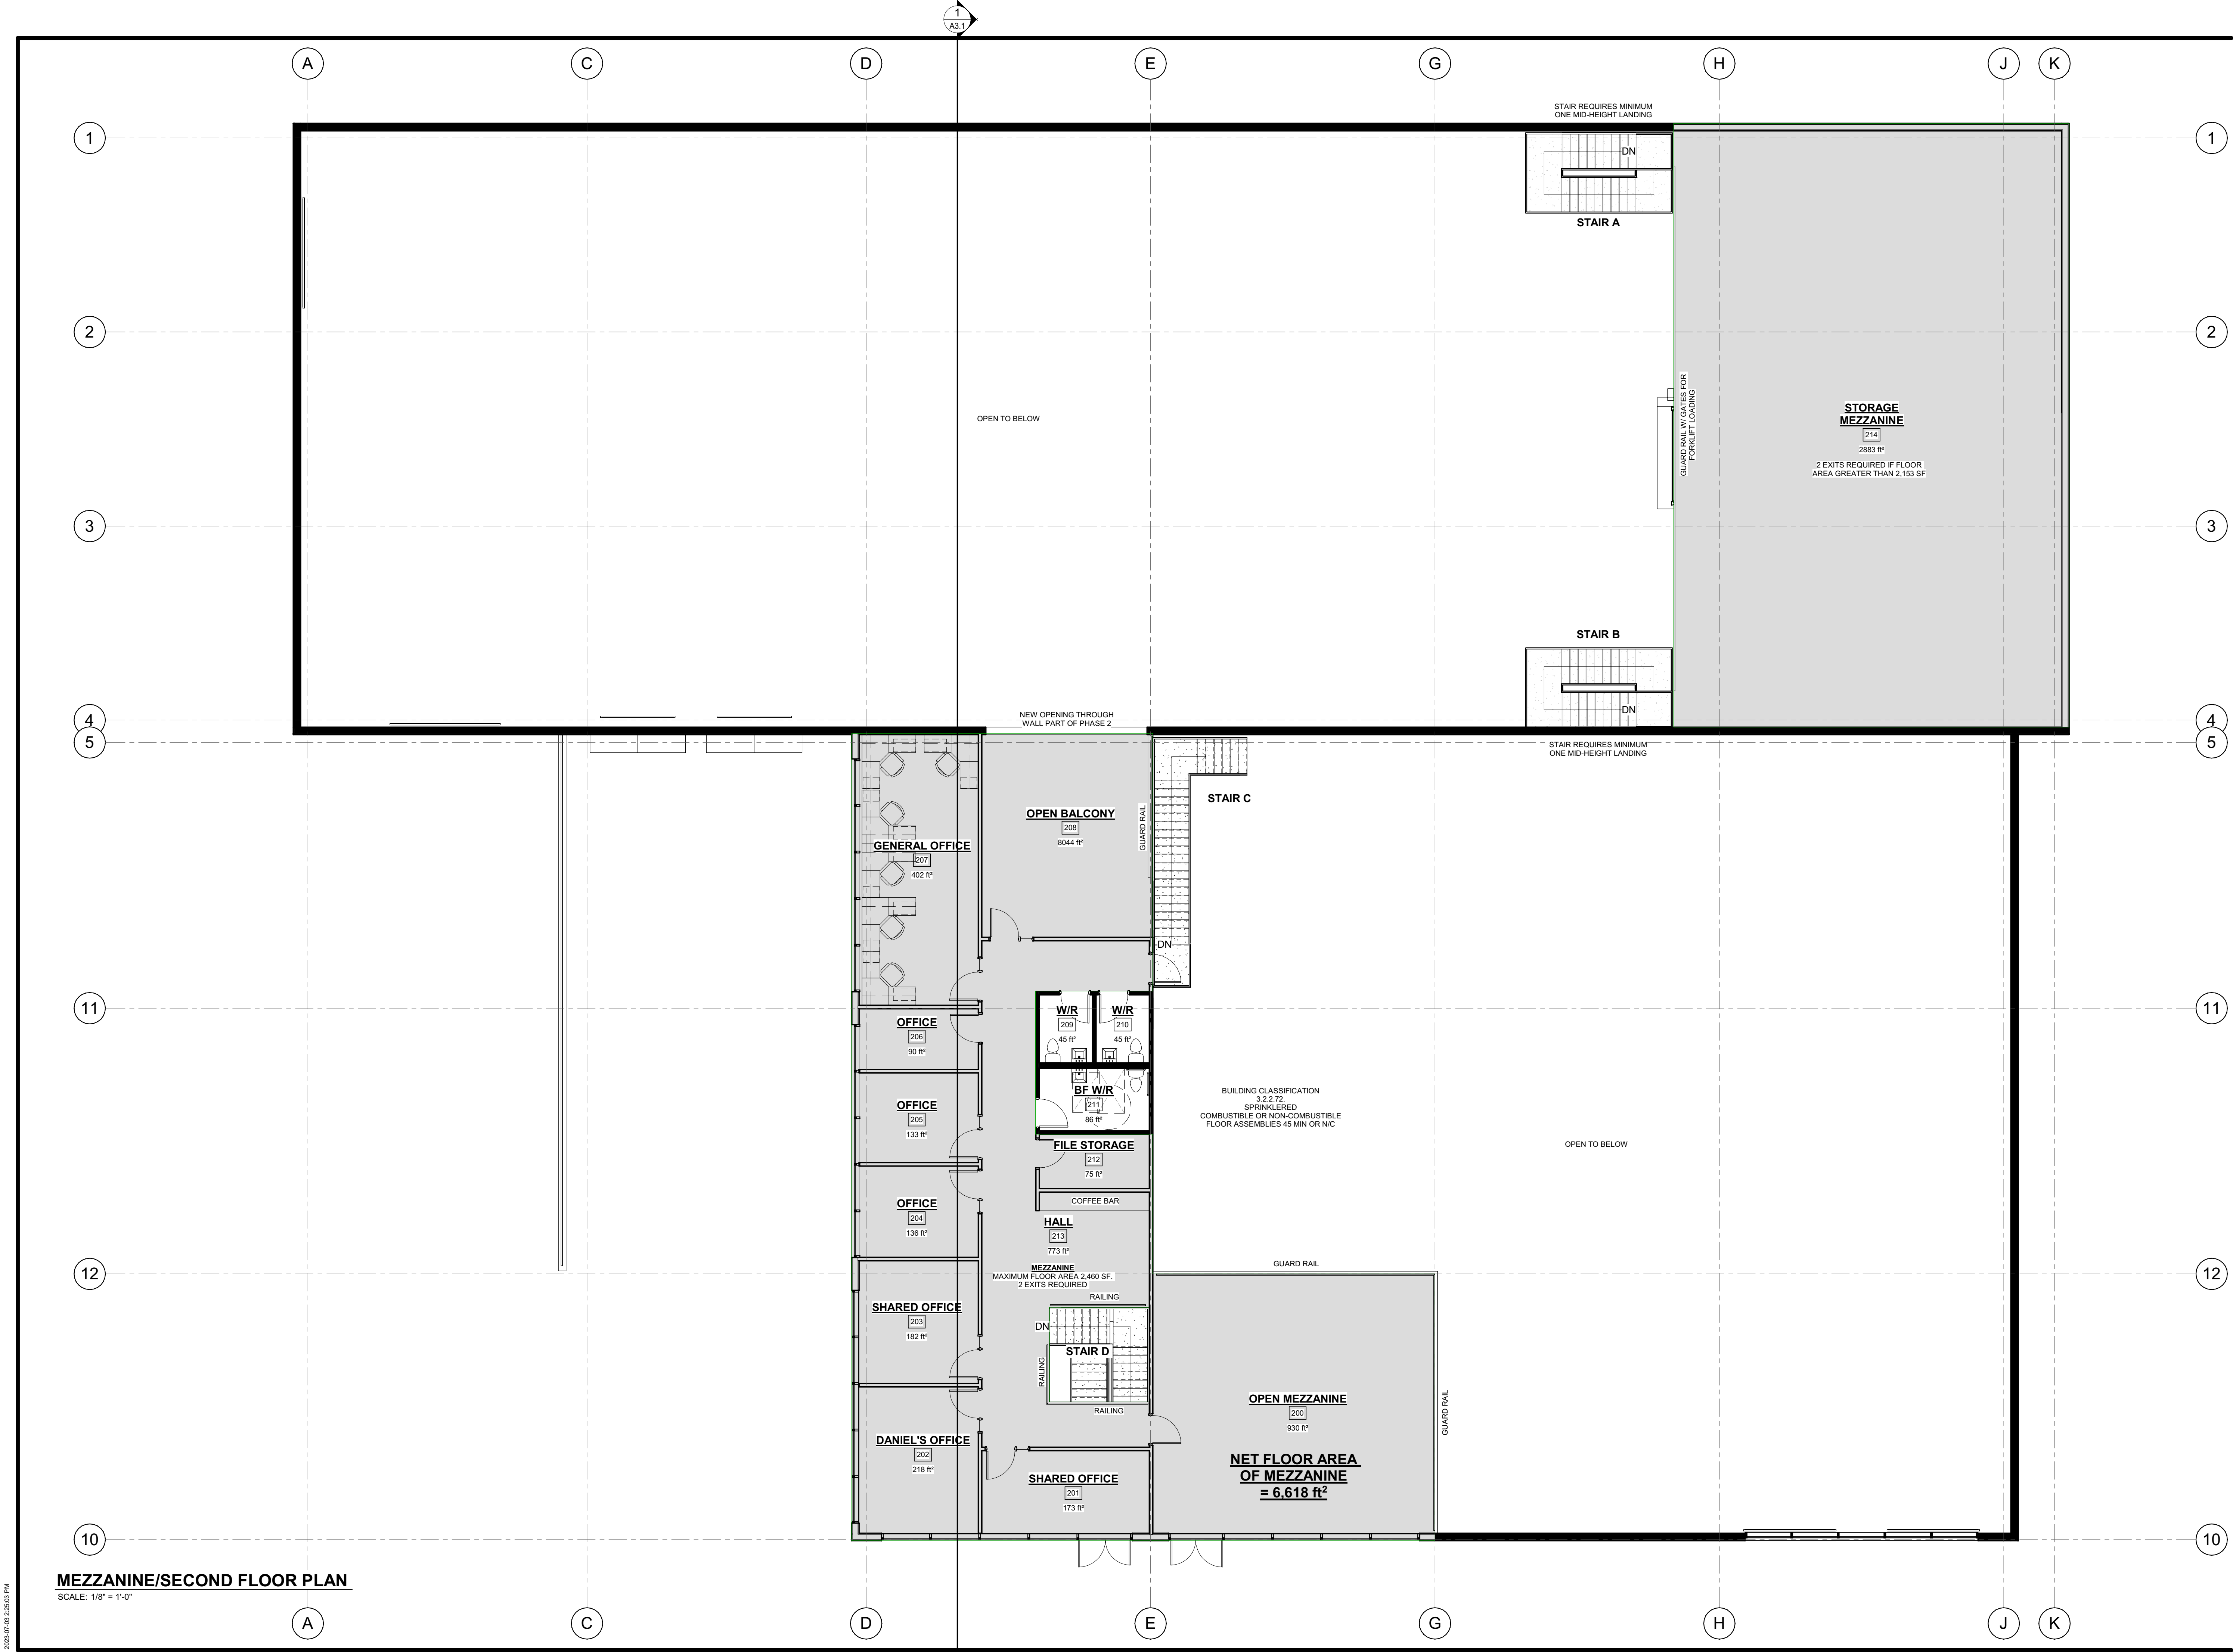 1
A3.1
A
C
D
E
G
H
J
K
STAIR REQUIRES MINIMUM
ONE MID-HEIGHT LANDING
1
1
DN
STAIR A
2
2
GUARD RAIL W/ GATES FOR
FORKLIFT LOADING
OPEN TO BELOW
STORAGE
MEZZANINE
214
2883 ft²
2 EXITS REQUIRED IF FLOOR
AREA GREATER THAN 2,153 SF
3
3
STAIR B
DN
NEW OPENING THROUGH
WALL PART OF PHASE 2
4
4
5
5
STAIR REQUIRES MINIMUM
ONE MID-HEIGHT LANDING
STAIR C
OPEN BALCONY
208
8044 ft²
GUARD RAIL
GENERAL OFFICE
207
402 ft²
DN
11
11
W/R
209
45 ft²
W/R
210
45 ft²
OFFICE
206
90 ft²
BF W/R
211
86 ft²
OFFICE
205
133 ft²
BUILDING CLASSIFICATION
3.2.2.72.
SPRINKLERED
COMBUSTIBLE OR NON-COMBUSTIBLE
FLOOR ASSEMBLIES 45 MIN OR N/C
OPEN TO BELOW
FILE STORAGE
212
75 ft²
COFFEE BAR
OFFICE
204
136 ft²
HALL
213
773 ft²
MEZZANINE
MAXIMUM FLOOR AREA 2,460 SF.
2 EXITS REQUIRED
12
12
GUARD RAIL
RAILING
SHARED OFFICE
203
182 ft²
DN
STAIR D
RAILING
RAILING
OPEN MEZZANINE
200
930 ft²
GUARD RAIL
DANIEL'S OFFICE
202
218 ft²
NET FLOOR AREA
OF MEZZANINE
= 6,618 ft²
SHARED OFFICE
201
173 ft²
10
10
MEZZANINE/SECOND FLOOR PLAN
SCALE: 1/8" = 1'-0"
2023-07-03 2:25:03 PM
A
C
D
E
G
H
J
K